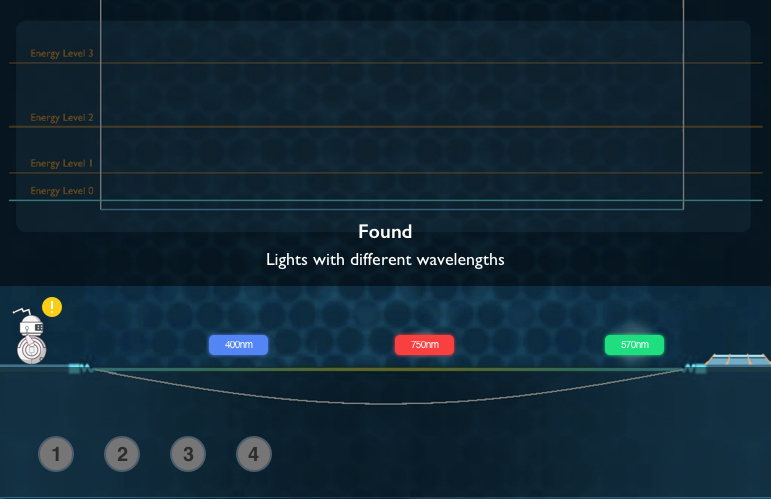 Energy Level 3
Energy Level 2
Energy Level 1
Energy Level 0
Found
Lights with different wavelengths
!
400nm
750nm
570nm
1
2
3
4